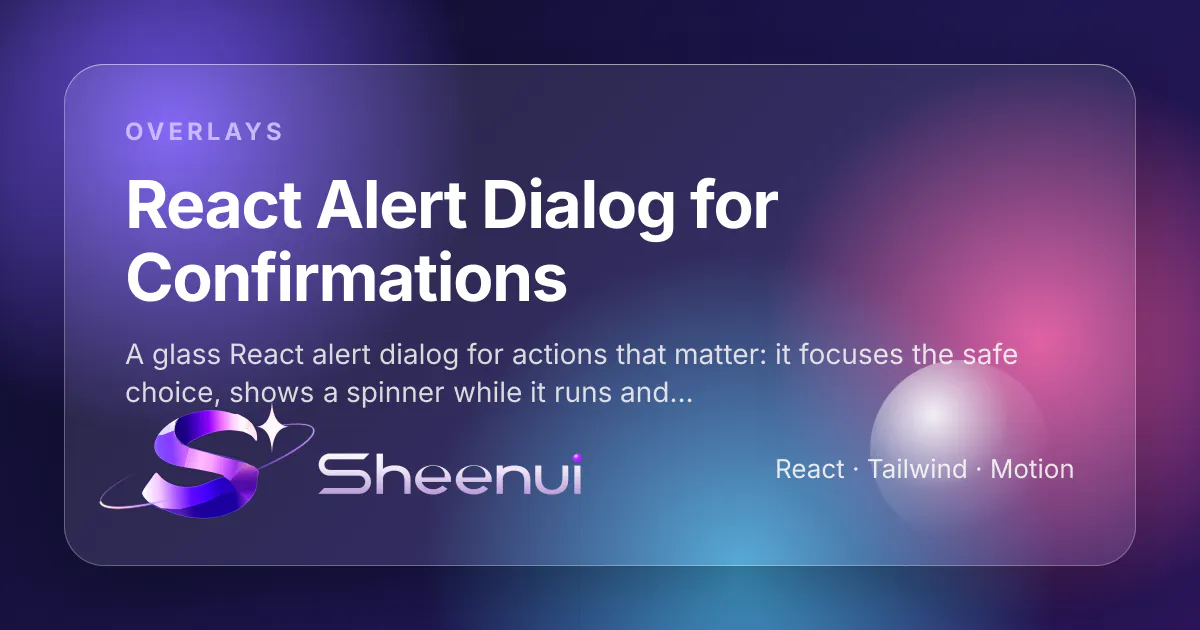 OVERLAYS
React Alert Dialog for
Confirmations
A glass React alert dialog for actions that matter: it focuses the safe
choice, shows a spinner while it runs and...
Sheenui
React · Tailwind · Motion